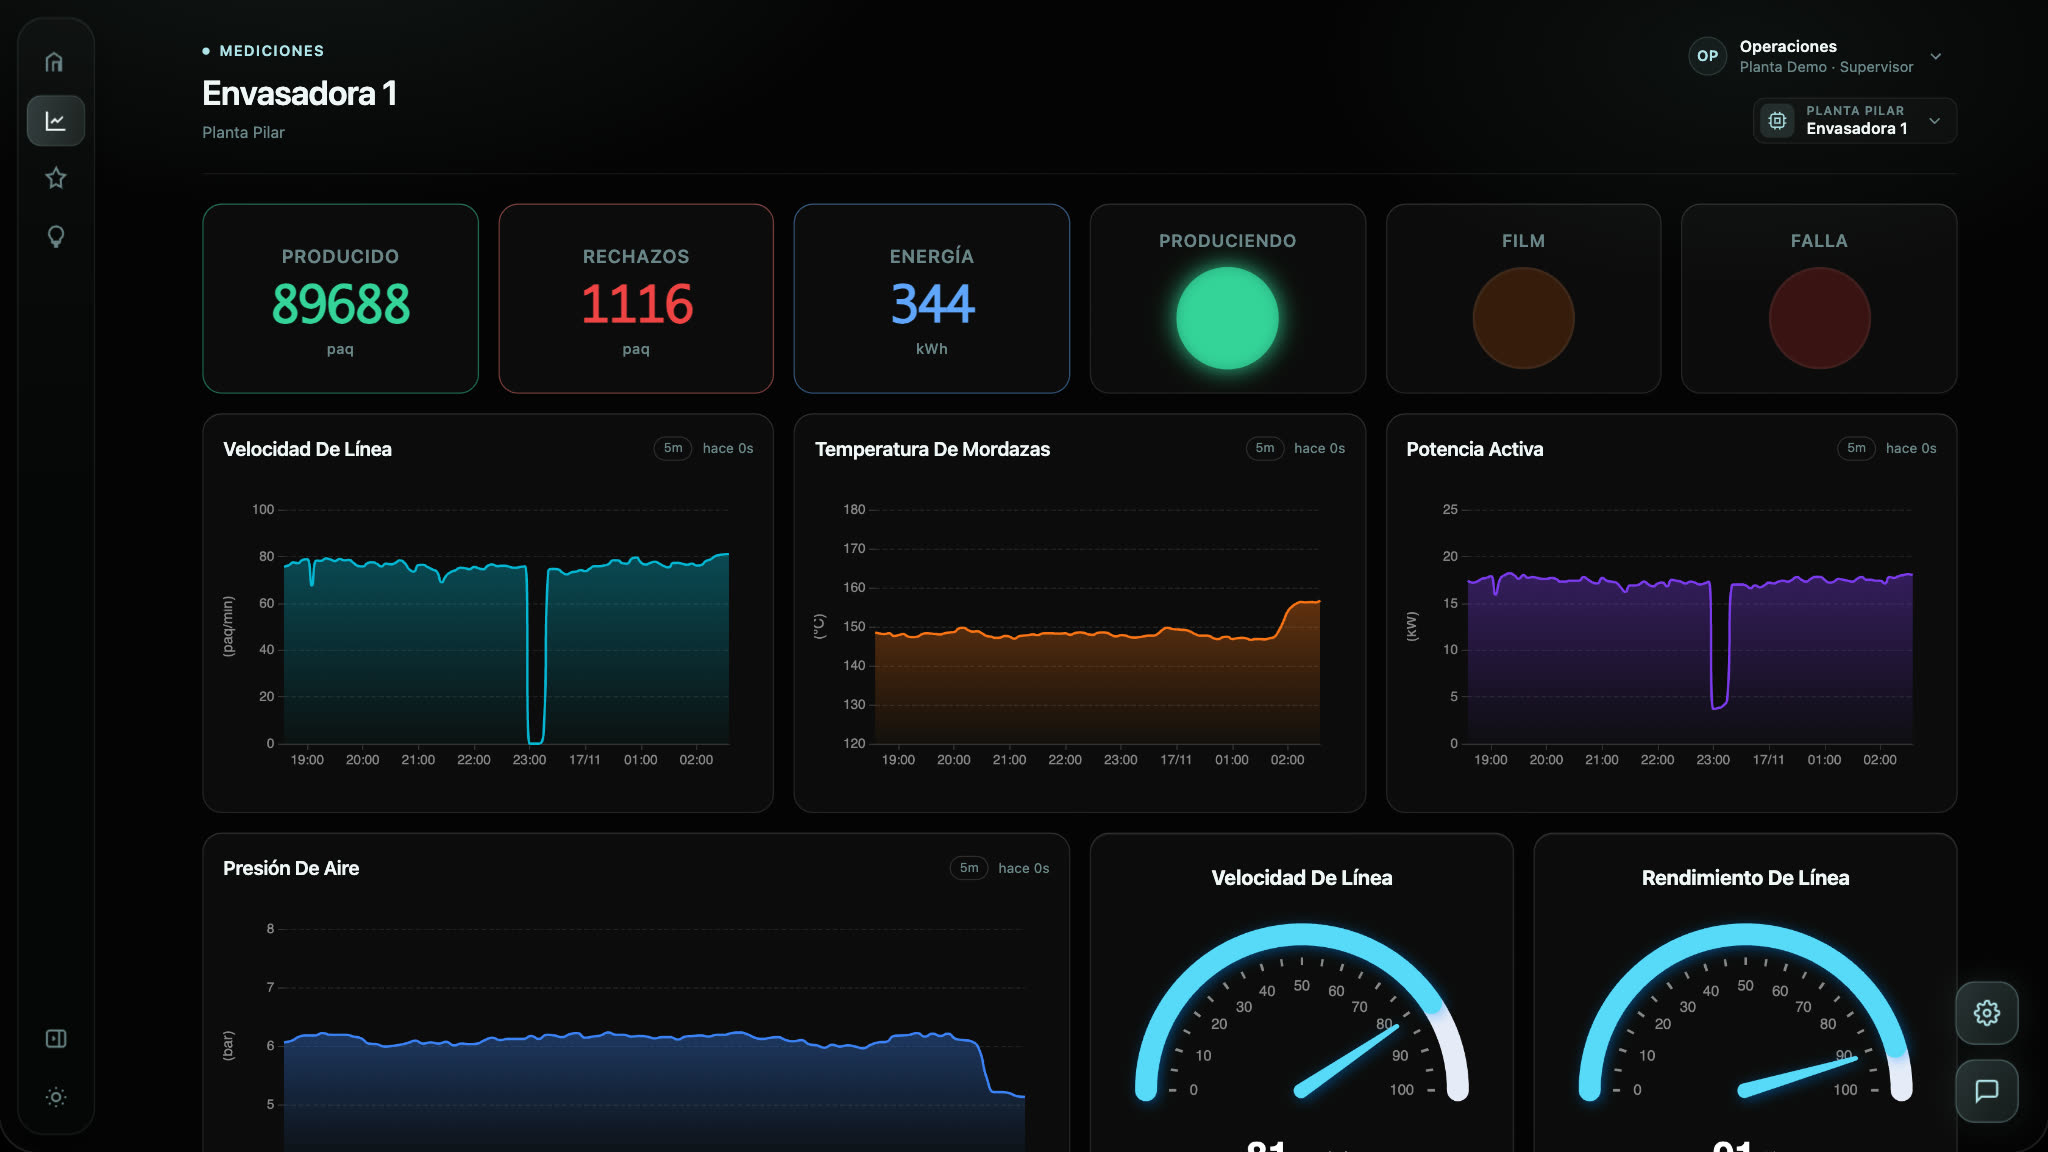 MEDICIONES
Envasadora 1
Planta Pilar
OP
Operaciones
Planta Demo · Supervisor
PLANTA PILAR
Envasadora 1
PRODUCIDO
89688
paq
RECHAZOS
1116
paq
ENERGÍA
344
kWh
PRODUCIENDO
FILM
FALLA
Velocidad De Línea
5m
hace 0s
(paq/min)
100
80
60
40
20
0
19:00 20:00 21:00 22:00 23:00 17/11 01:00 02:00
Temperatura De Mordazas
5m
hace 0s
(°C)
180
170
160
150
140
130
120
19:00 20:00 21:00 22:00 23:00 17/11 01:00 02:00
Potencia Activa
5m
hace 0s
(kW)
25
20
15
10
5
0
19:00 20:00 21:00 22:00 23:00 17/11 01:00 02:00
Presión De Aire
5m
hace 0s
(bar)
8
7
6
5
Velocidad De Línea
0 10 20 30 40 50 60 70 80 90 100
81
Rendimiento De Línea
0 10 20 30 40 50 60 70 80 90 100
91